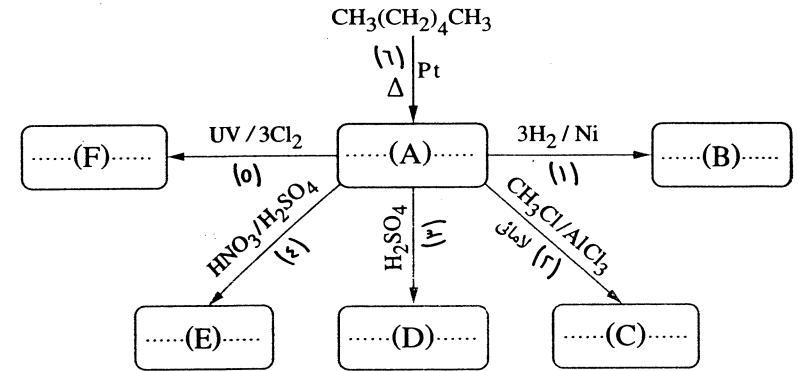 CH₃(CH₂)₄CH₃
(٦) Pt
Δ
UV / 3Cl₂
3H₂ / Ni
......(F)......
......(A)......
......(B)......
(٥)
(١)
HNO₃/H₂SO₄
(٤)
H₂SO₄
(٣)
CH₃Cl/AlCl₃
لامائى (٢)
......(E)......
......(D)......
......(C)......